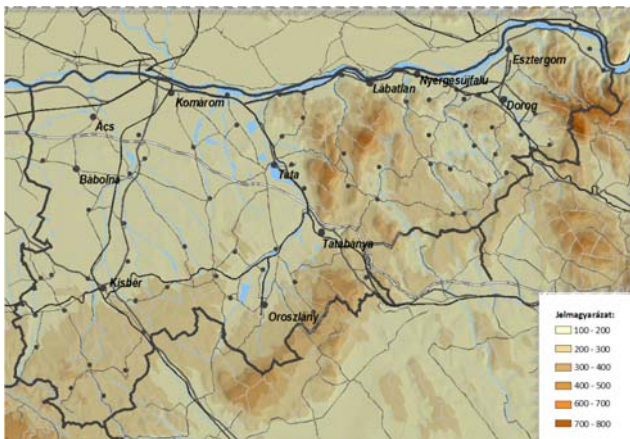 Esztergom
Nyergesújfalu
Lábatlan
Komárom
Dorog
Ács
Bábolna
Tata
Tatabánya
Kisbér
Oroszlány
Jelmagyarázat:
100 - 200
200 - 300
300 - 400
400 - 500
600 - 700
700 - 800